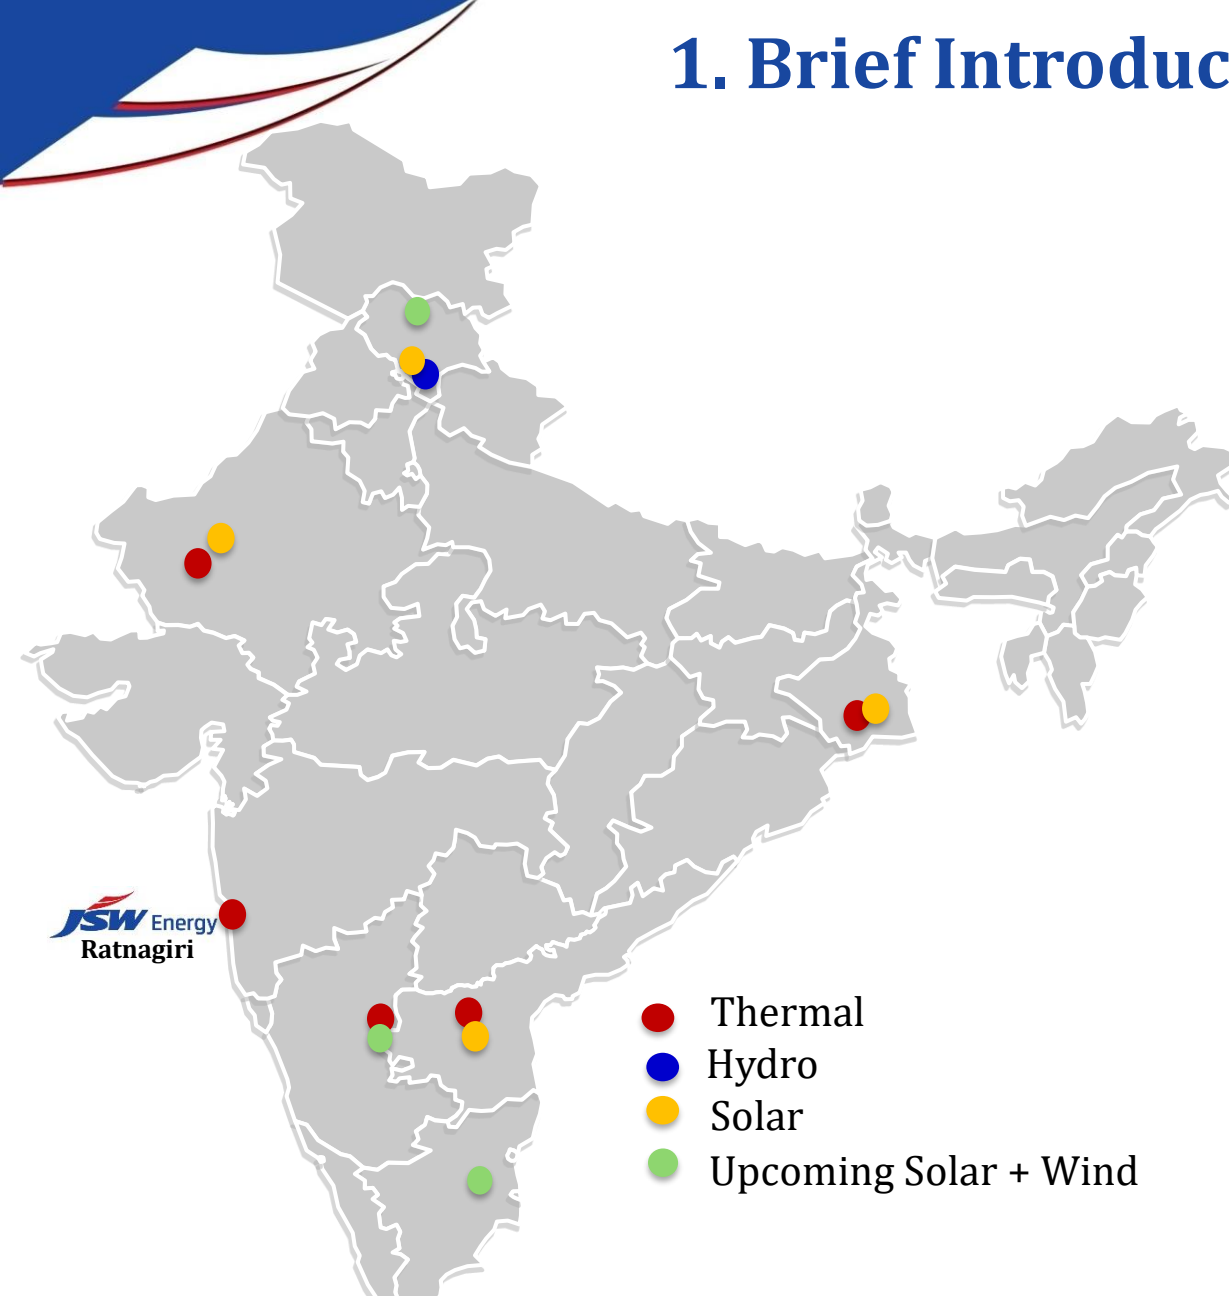 1. Brief Introduc
JSW Energy
Ratnagiri
Thermal
Hydro
Solar
Upcoming Solar + Wind